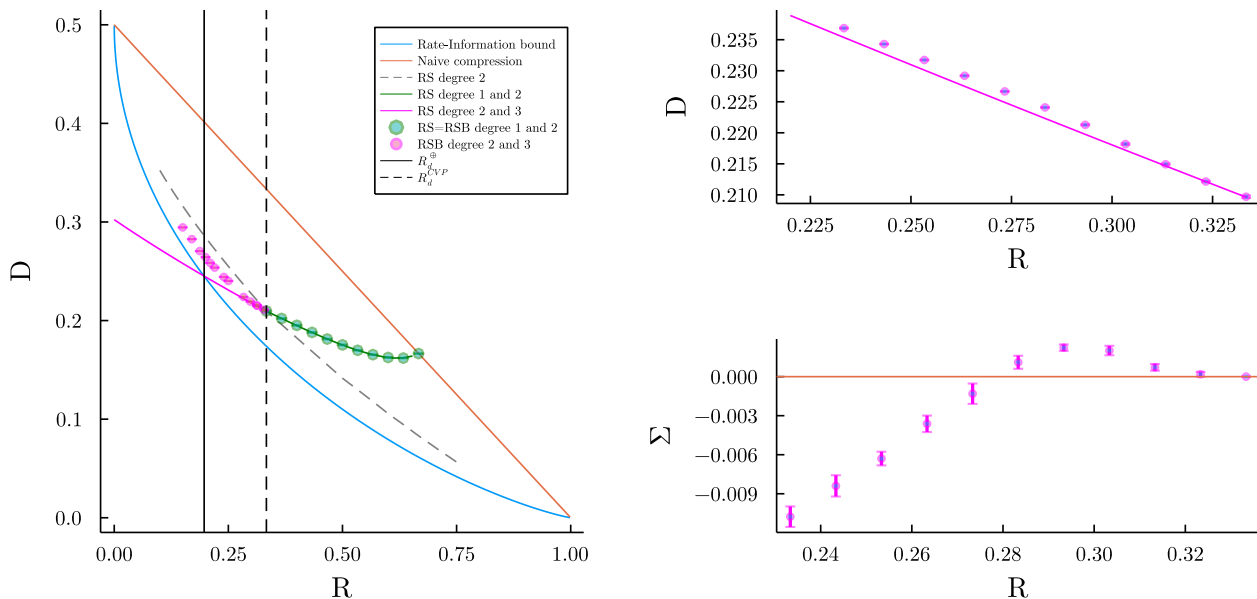 D
0.5
0.4
0.3
0.2
0.1
0.0
0.00 0.25 0.50 0.75 1.00
R
Rate-Information bound
Naive compression
RS degree 2
RS degree 1 and 2
RS degree 2 and 3
RS=RSB degree 1 and 2
RSB degree 2 and 3
R_d^⊕
R_d^{CVP}
D
0.235
0.230
0.225
0.220
0.215
0.210
0.225 0.250 0.275 0.300 0.325
R
Σ
0.000
−0.003
−0.006
−0.009
0.24 0.26 0.28 0.30 0.32
R